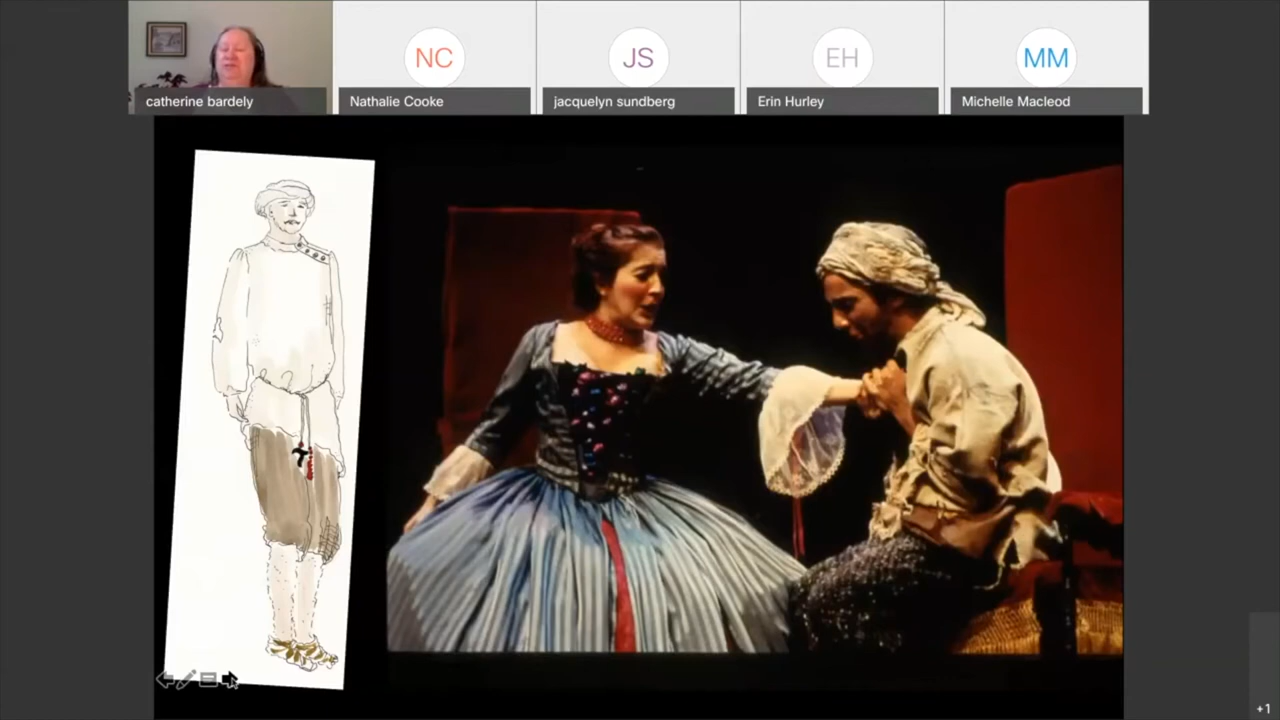 NC
JS
EH
MM
catherine bardely
Nathalie Cooke
jacquelyn sundberg
Erin Hurley
Michelle Macleod
+1